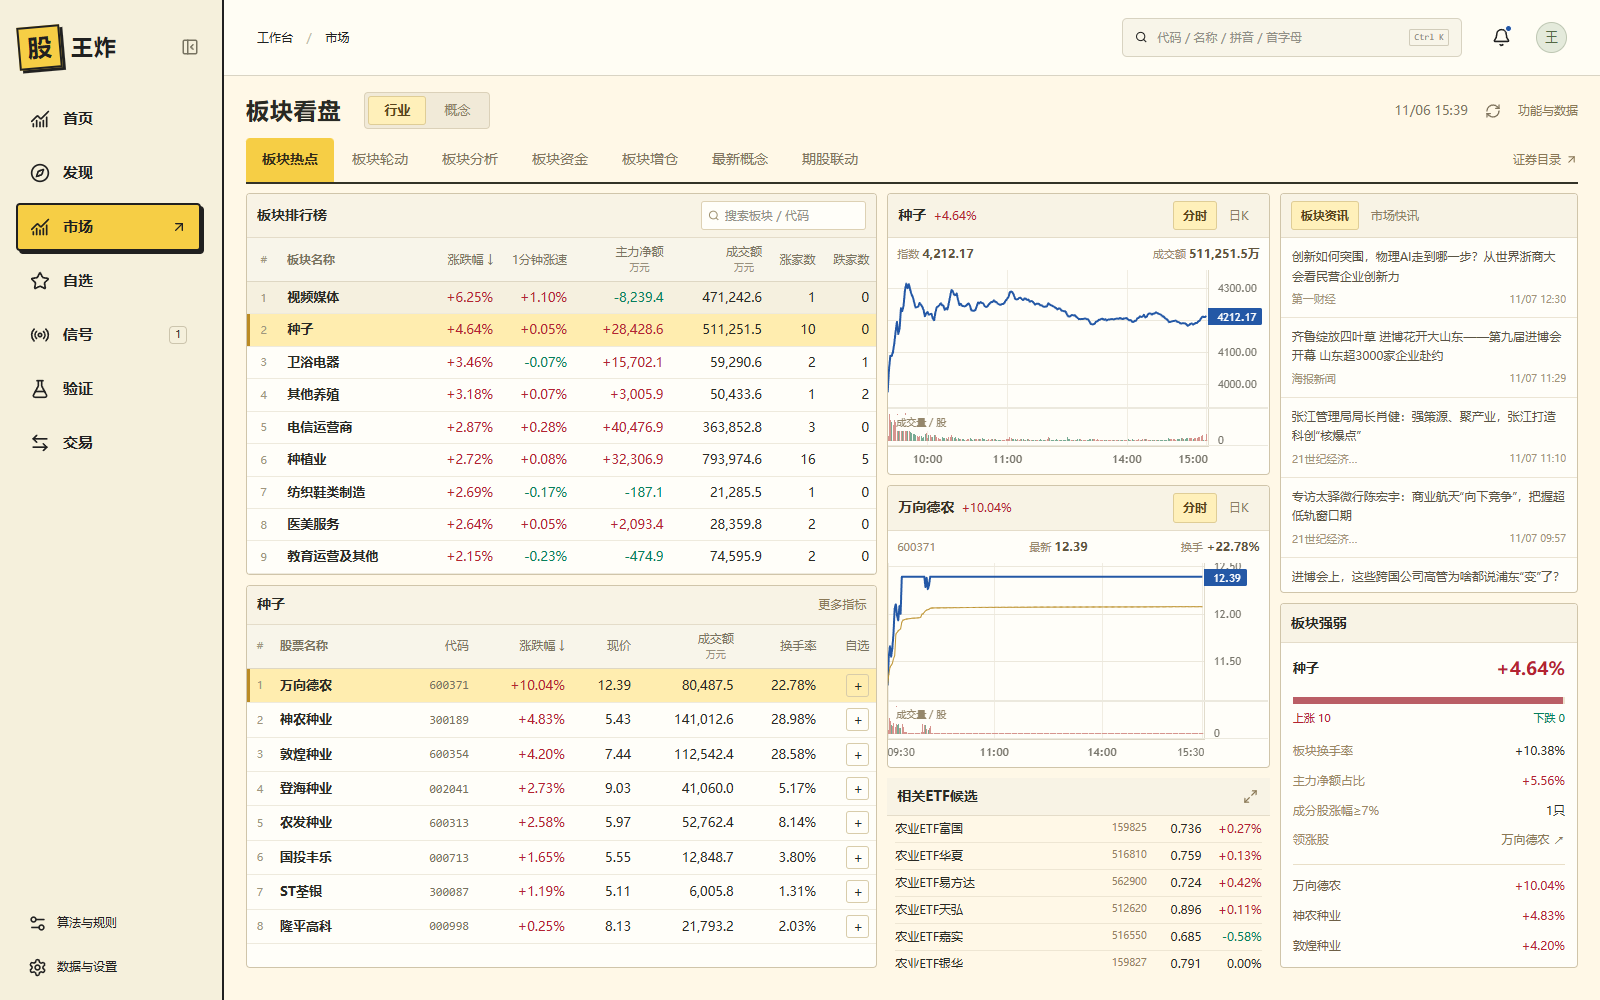 股 王炸
首页
发现
市场
自选
信号 1
验证
交易
算法与规则
数据与设置
工作台 / 市场
代码 / 名称 / 拼音 / 首字母 Ctrl K
王
板块看盘 行业 概念
11/06 15:39 功能与数据
板块热点 板块轮动 板块分析 板块资金 板块增仓 最新概念 期股联动
证券目录
板块排行榜 搜索板块 / 代码
# 板块名称 涨跌幅↓ 1分钟涨速 主力净额 万元 成交额 万元 涨家数 跌家数
1 视频媒体 +6.25% +1.10% -8,239.4 471,242.6 1 0
2 种子 +4.64% +0.05% +28,428.6 511,251.5 10 0
3 卫浴电器 +3.46% -0.07% +15,702.1 59,290.6 2 1
4 其他养殖 +3.18% +0.07% +3,005.9 50,433.6 1 2
5 电信运营商 +2.87% +0.28% +40,476.9 363,852.8 3 0
6 种植业 +2.72% +0.08% +32,306.9 793,974.6 16 5
7 纺织鞋类制造 +2.69% -0.17% -187.1 21,285.5 1 0
8 医美服务 +2.64% +0.05% +2,093.4 28,359.8 2 0
9 教育运营及其他 +2.15% -0.23% -474.9 74,595.9 2 0
种子 更多指标
# 股票名称 代码 涨跌幅↓ 现价 成交额 万元 换手率 自选
1 万向德农 600371 +10.04% 12.39 80,487.5 22.78% +
2 神农种业 300189 +4.83% 5.43 141,012.6 28.98% +
3 敦煌种业 600354 +4.20% 7.44 112,542.4 28.58% +
4 登海种业 002041 +2.73% 9.03 41,060.0 5.17% +
5 农发种业 600313 +2.58% 5.97 52,762.4 8.14% +
6 国投丰乐 000713 +1.65% 5.55 12,848.7 3.80% +
7 ST荃银 300087 +1.19% 5.11 6,005.8 1.31% +
8 隆平高科 000998 +0.25% 8.13 21,793.2 2.03% +
种子 +4.64% 分时 日K
指数 4,212.17 成交额 511,251.5万
4300.00
4212.17
4100.00
4000.00
成交量 / 股
0
10:00 11:00 14:00 15:00
万向德农 +10.04% 分时 日K
600371 最新 12.39 换手 +22.78%
12.50
12.39
12.00
11.50
成交量 / 股
0
09:30 11:00 14:00 15:30
相关ETF候选
农业ETF富国 159825 0.736 +0.27%
农业ETF华夏 516810 0.759 +0.13%
农业ETF易方达 562900 0.724 +0.42%
农业ETF天弘 512620 0.896 +0.11%
农业ETF嘉实 516550 0.685 -0.58%
农业ETF银华 159827 0.791 0.00%
板块资讯 市场快讯
创新如何突围，物理AI走到哪一步？从世界浙商大
会看民营企业创新力
第一财经 11/07 12:30
齐鲁绽放四叶草 进博花开大山东——第九届进博会
开幕 山东超3000家企业赴约
海报新闻 11/07 11:29
张江管理局局长肖健：强策源、聚产业，张江打造
科创“核爆点”
21世纪经济... 11/07 11:10
专访太驿微行陈宏宇：商业航天“向下竞争”，把握超
低轨窗口期
21世纪经济... 11/07 09:57
进博会上，这些跨国公司高管为啥都说浦东“变”了？
板块强弱
种子 +4.64%
上涨 10 下跌 0
板块换手率 +10.38%
主力净额占比 +5.56%
成分股涨幅≥7% 1只
领涨股 万向德农 ↗
万向德农 +10.04%
神农种业 +4.83%
敦煌种业 +4.20%